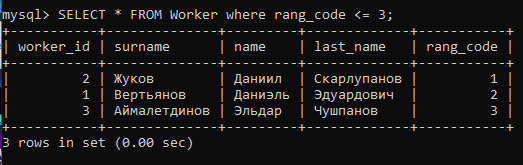 mysql> SELECT * FROM Worker where rang_code <= 3;
+-----------+--------------+---------+-------------+-----------+
| worker_id | surname | name | last_name | rang_code |
+-----------+--------------+---------+-------------+-----------+
| 2 | Жуков | Даниил | Скарлупанов | 1 |
| 1 | Вертьянов | Даниэль | Эдуардович | 2 |
| 3 | Аймалетдинов | Эльдар | Чушпанов | 3 |
+-----------+--------------+---------+-------------+-----------+
3 rows in set (0.00 sec)